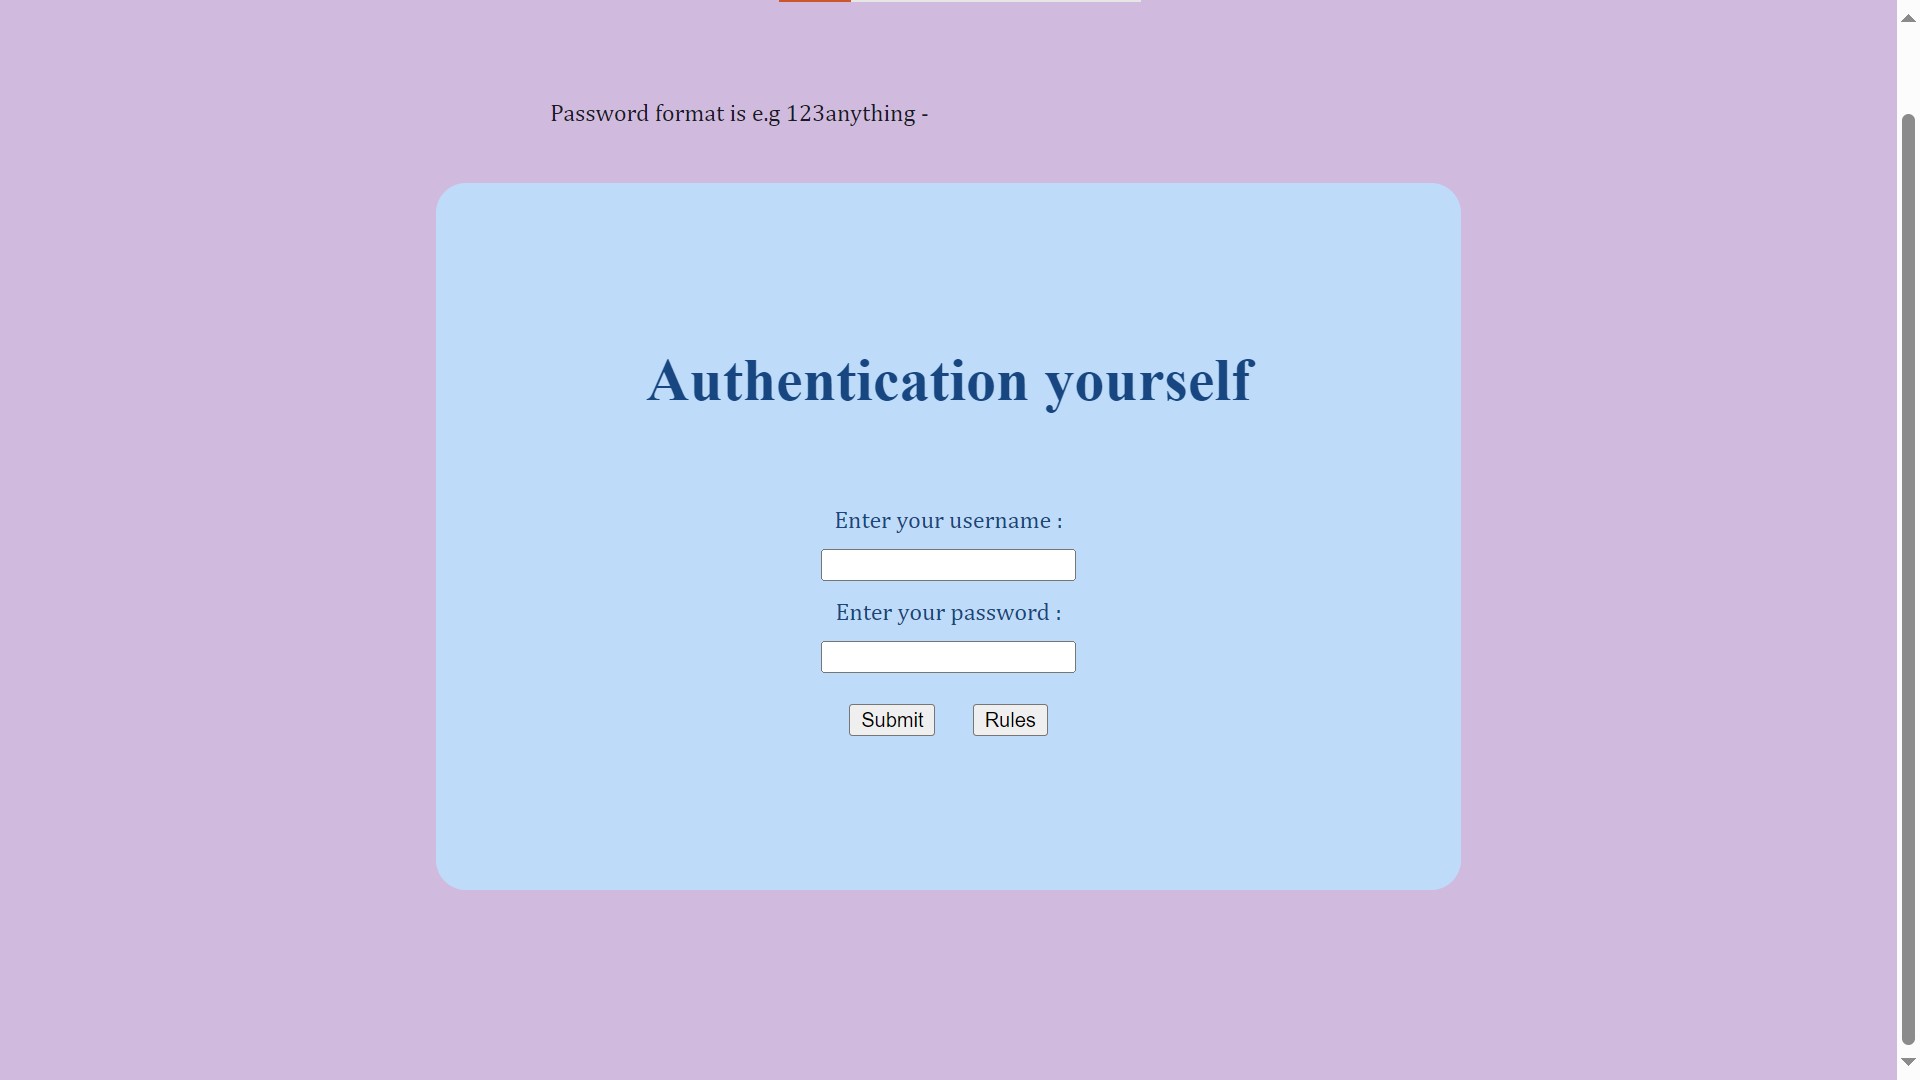 Password format is e.g 123anything -
Authentication yourself
Enter your username :
Enter your password :
Submit Rules